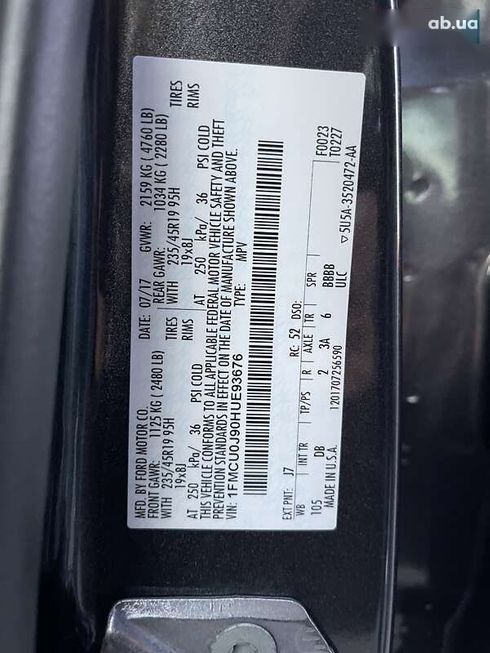 ab.ua
MFD. BY FORD MOTOR CO. DATE: 07/17 GVWR: 2159 KG ( 4760 LB)
FRONT GAWR: 1125 KG ( 2480 LB) REAR GAWR: 1034 KG ( 2280 LB)
WITH 235/45R19 95H TIRES WITH 235/45R19 95H TIRES
19x8J RIMS 19x8J RIMS
AT 250 kPa/ 36 PSI COLD AT 250 kPa/ 36 PSI COLD
THIS VEHICLE CONFORMS TO ALL APPLICABLE FEDERAL MOTOR VEHICLE SAFETY AND THEFT
PREVENTION STANDARDS IN EFFECT ON THE DATE OF MANUFACTURE SHOWN ABOVE.
VIN: 1FMCU0J90HUE93676 TYPE: MPV
F0023
T0227
EXT PNT: J7 RC: 52 DSO:
WB INT TR TP/PS R AXLE TR SPR
105 DB 2 3A 6 BBBB
MADE IN U.S.A. ULC
1201707256590
▽5U5A-3520472-AA